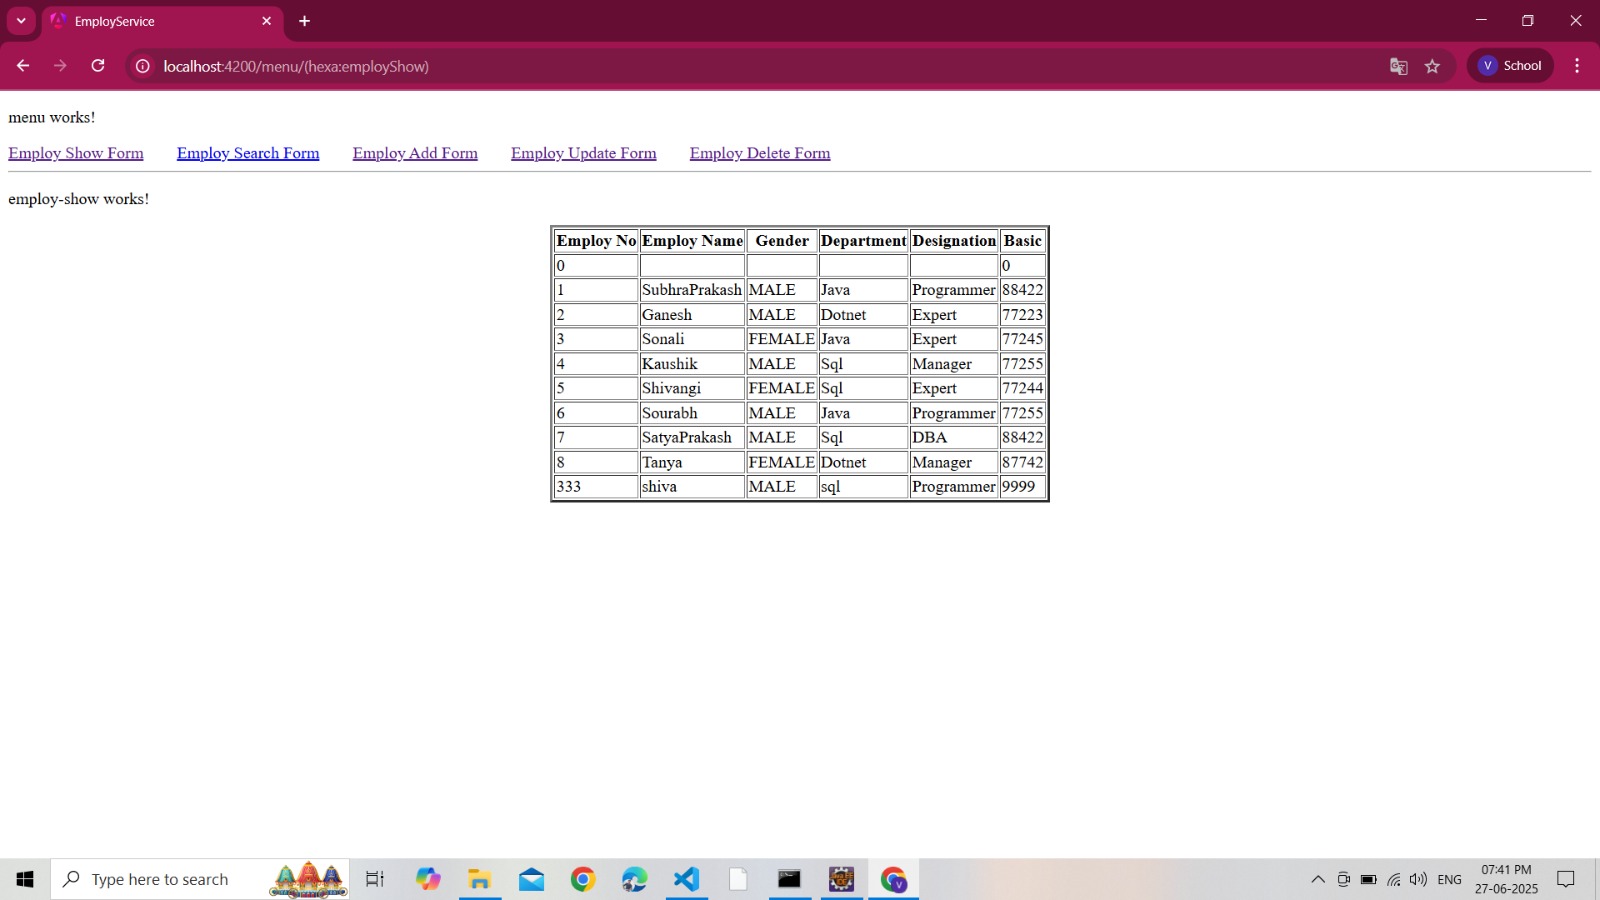 EmployService
localhost:4200/menu/(hexa:employShow)
V School
menu works!
Employ Show Form Employ Search Form Employ Add Form Employ Update Form Employ Delete Form
employ-show works!
Employ No Employ Name Gender Department Designation Basic
0 0
1 SubhraPrakash MALE Java Programmer 88422
2 Ganesh MALE Dotnet Expert 77223
3 Sonali FEMALE Java Expert 77245
4 Kaushik MALE Sql Manager 77255
5 Shivangi FEMALE Sql Expert 77244
6 Sourabh MALE Java Programmer 77255
7 SatyaPrakash MALE Sql DBA 88422
8 Tanya FEMALE Dotnet Manager 87742
333 shiva MALE sql Programmer 9999
Type here to search
ENG
07:41 PM
27-06-2025